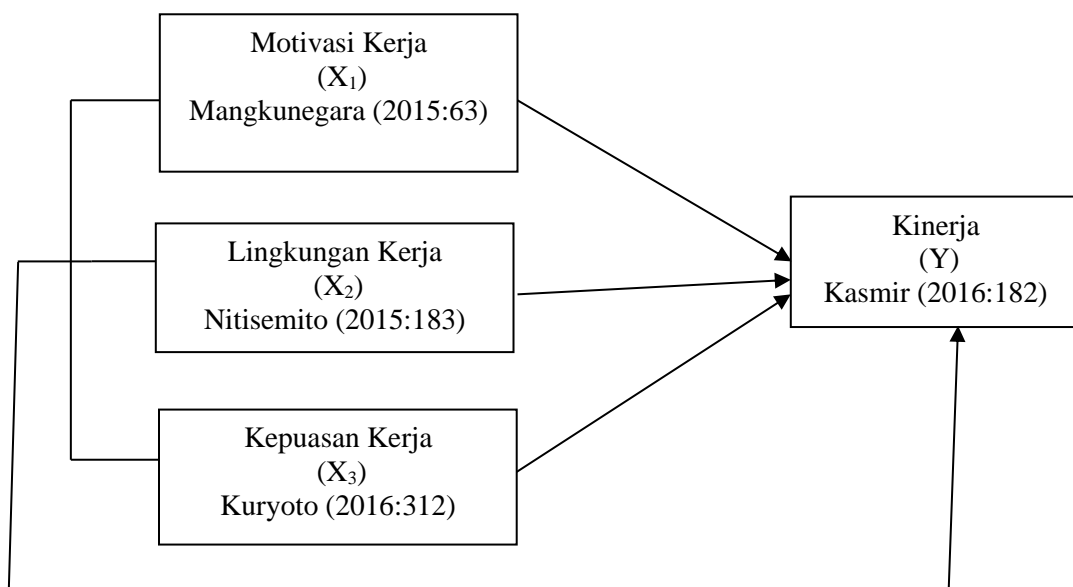 Motivasi Kerja
(X₁)
Mangkunegara (2015:63)
Lingkungan Kerja
(X₂)
Nitisemito (2015:183)
Kepuasan Kerja
(X₃)
Kuryoto (2016:312)
Kinerja
(Y)
Kasmir (2016:182)